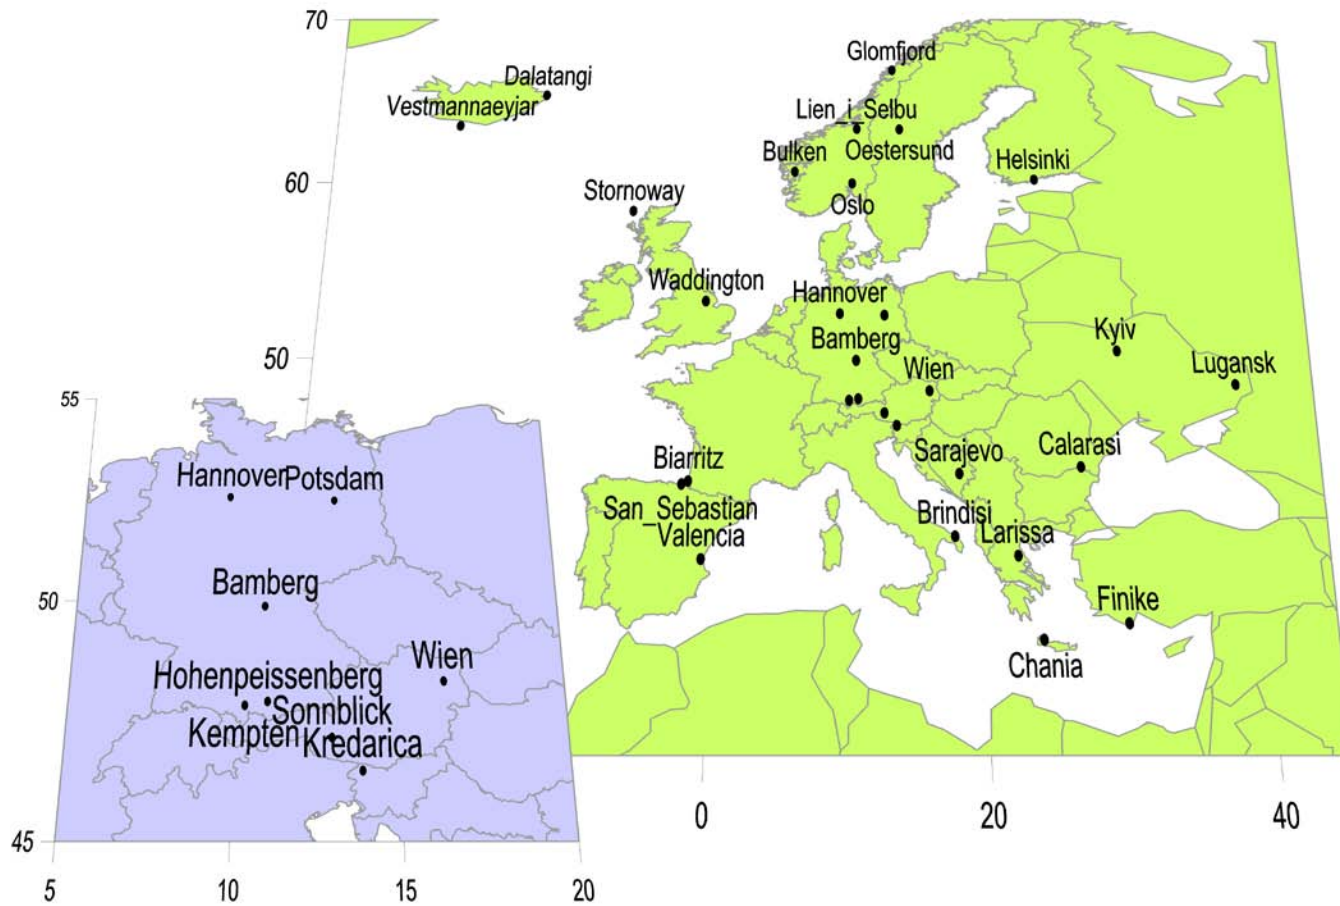 70
Glomfjord
Dalatangi
Vestmannaeyjar
Lien_i_Selbu
Bulken
Oestersund
Helsinki
60
Stornoway
Oslo
Waddington
Hannover
Kyiv
Bamberg
50
Wien
Lugansk
55
Sarajevo
Calarasi
Biarritz
Hannover
Potsdam
San_Sebastian
Brindisi
Valencia
Larissa
Bamberg
50
Finike
Wien
Chania
Hohenpeissenberg
Sonnblick
Kempten
Kredarica
0
20
40
45
5
10
15
20